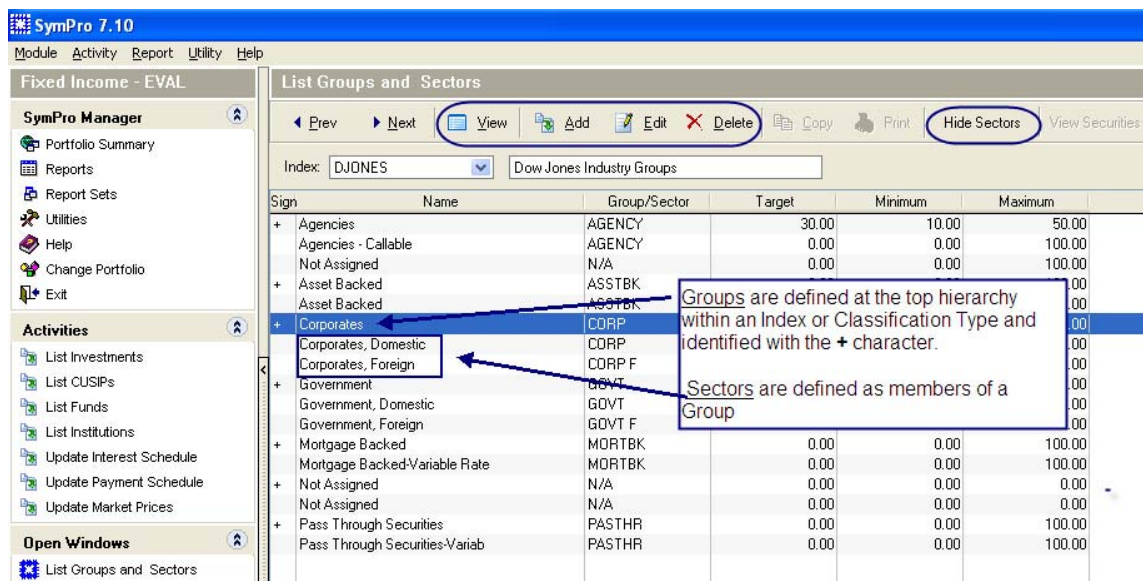 SymPro 7.10
Module Activity Report Utility Help
Fixed Income - EVAL
SymPro Manager
Portfolio Summary
Reports
Report Sets
Utilities
Help
Change Portfolio
Exit
Activities
List Investments
List CUSIPs
List Funds
List Institutions
Update Interest Schedule
Update Payment Schedule
Update Market Prices
Open Windows
List Groups and Sectors
List Groups and Sectors
Prev Next View Add Edit Delete Copy Print Hide Sectors View Securities
Index: DJONES Dow Jones Industry Groups
Sign Name Group/Sector Target Minimum Maximum
+ Agencies AGENCY 30.00 10.00 50.00
Agencies - Callable AGENCY 0.00 0.00 100.00
Not Assigned N/A 0.00 0.00 100.00
+ Asset Backed ASSTBK
Asset Backed ASSTBK .00
+ Corporates CORP .00
Corporates, Domestic CORP .00
Corporates, Foreign CORP F .00
+ Government GOVT .00
Government, Domestic GOVT .00
Government, Foreign GOVT F .00
+ Mortgage Backed MORTBK 0.00 0.00 100.00
Mortgage Backed-Variable Rate MORTBK 0.00 0.00 100.00
+ Not Assigned N/A 0.00 0.00 0.00
Not Assigned N/A 0.00 0.00 0.00
+ Pass Through Securities PASTHR 0.00 0.00 100.00
Pass Through Securities-Variab PASTHR 0.00 0.00 100.00
Groups are defined at the top hierarchy
within an Index or Classification Type and
identified with the + character.
Sectors are defined as members of a
Group